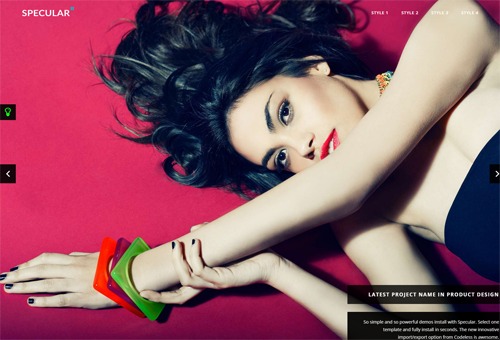 SPECULAR
STYLE 1 STYLE 2 STYLE 3 STYLE 4
LATEST PROJECT NAME IN PRODUCT DESIGN
So simple and so powerful demos install with Specular. Select one
template and fully install in seconds. The new innovative
import/export option from Codeless is awesome.